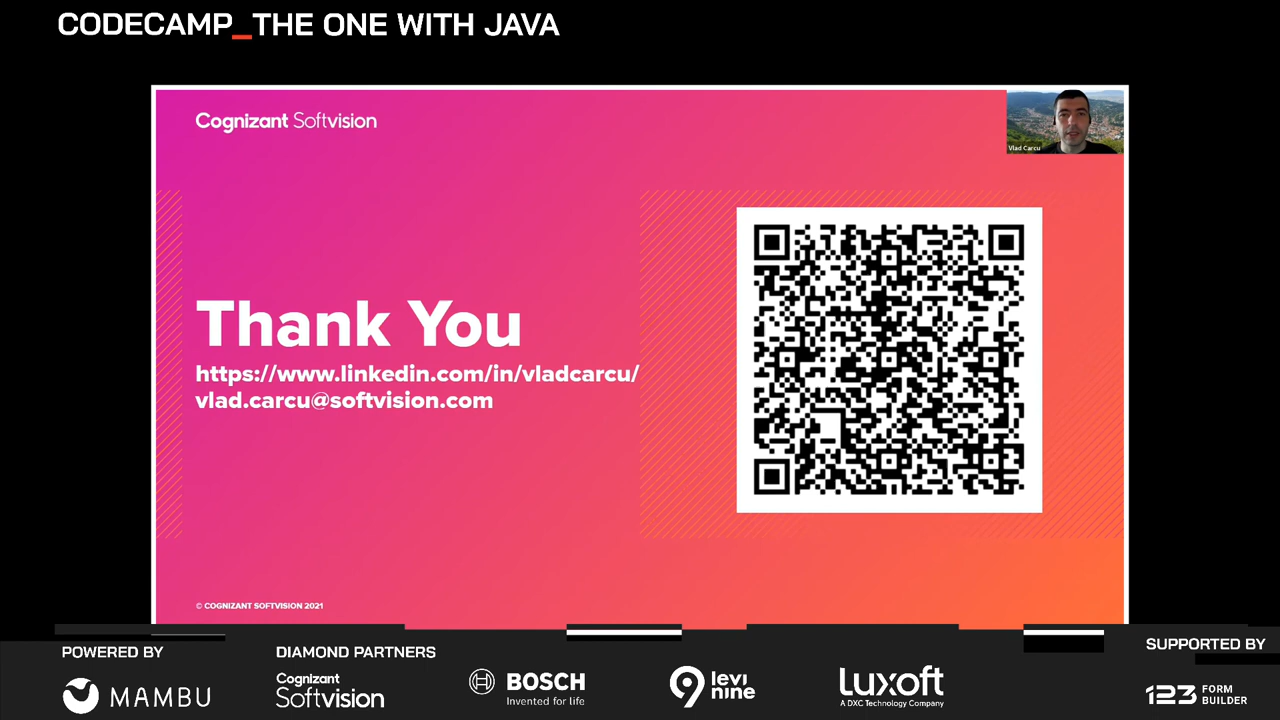 CODECAMP_THE ONE WITH JAVA
Cognizant Softvision
Vlad Carcu
Thank You
https://www.linkedin.com/in/vladcarcu/
vlad.carcu@softvision.com
© COGNIZANT SOFTVISION 2021
POWERED BY
MAMBU
DIAMOND PARTNERS
Cognizant
Softvision
BOSCH
Invented for life
9 levi
nine
Luxoft
A DXC Technology Company
SUPPORTED BY
123 FORM
BUILDER